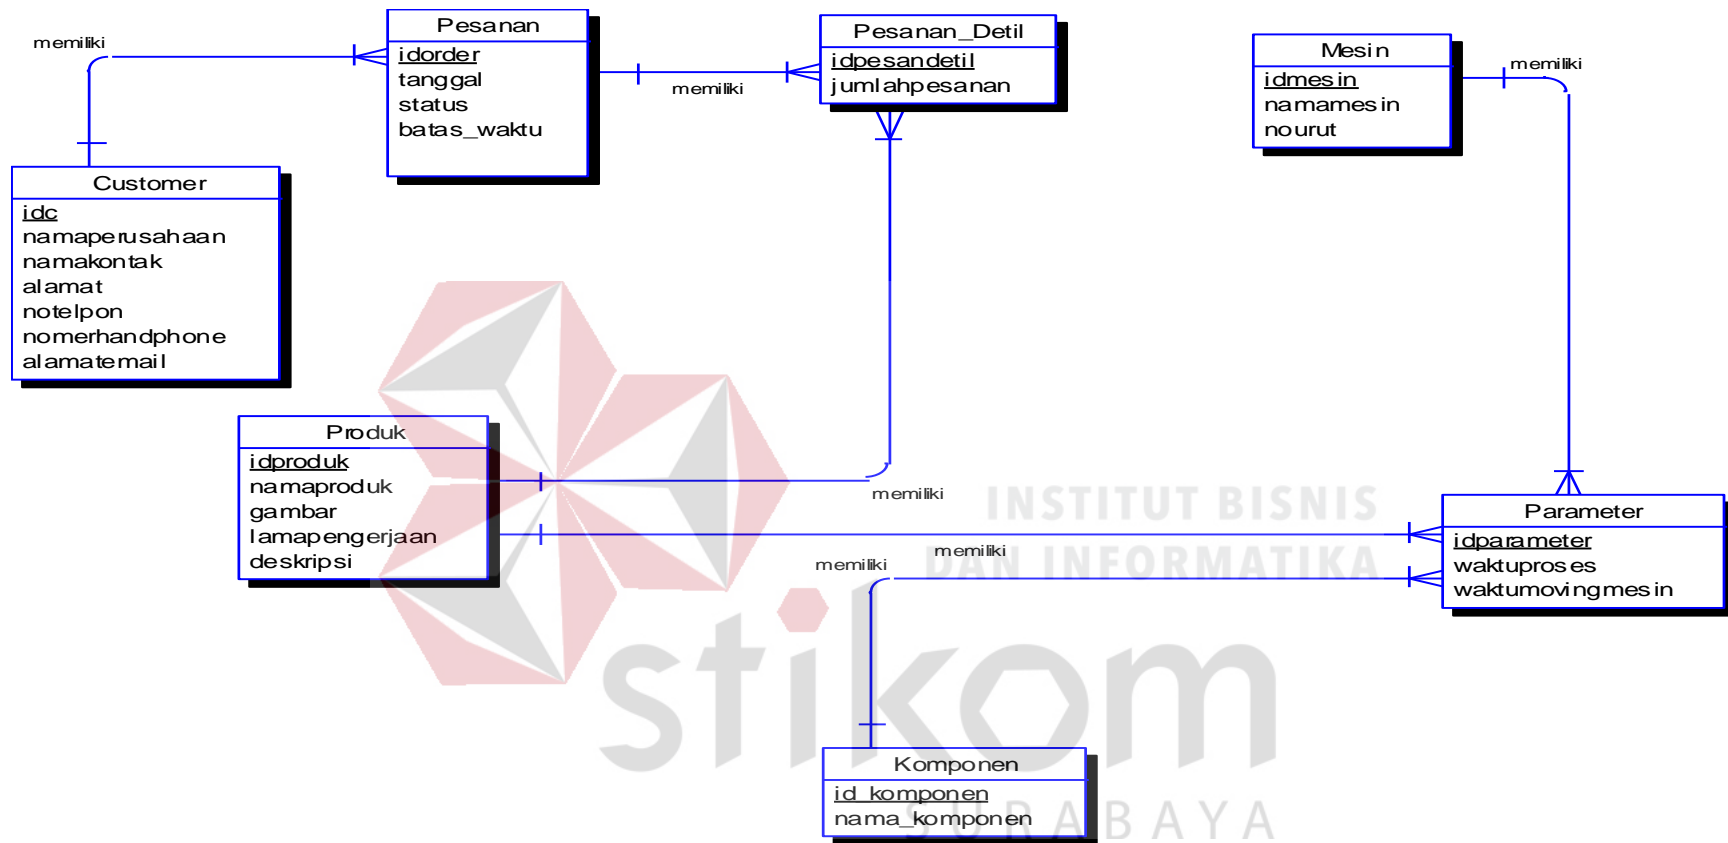 memiliki
Pesanan
idorder
tanggal
status
batas_waktu
memiliki
Pesanan_Detil
idpesandetil
jumlahpesanan
Mesin
idmesin
namamesin
nourut
memiliki
Customer
idc
namaperusahaan
namakontak
alamat
notelpon
nomerhandphone
alamatemail
Produk
idproduk
namaproduk
gambar
lamapengerjaan
deskripsi
memiliki
memiliki
memiliki
INSTITUT BISNIS
DAN INFORMATIKA
Parameter
idparameter
waktuproses
waktumovingmesin
stikom
SURABAYA
Komponen
id_komponen
nama_komponen